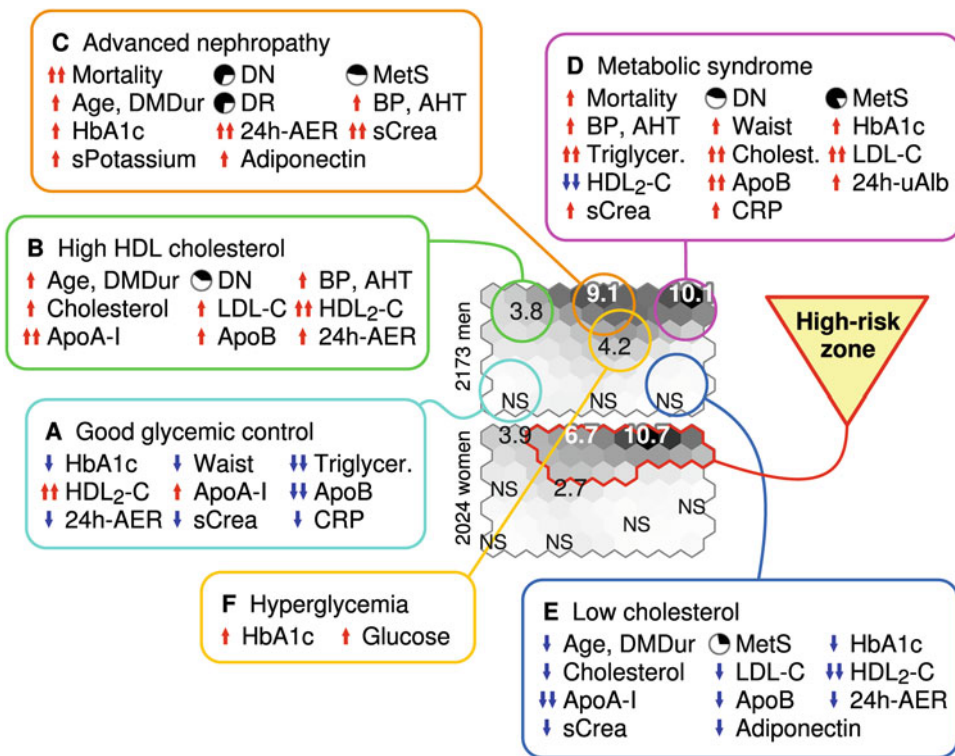 C Advanced nephropathy
Mortality DN MetS
Age, DMDur DR BP, AHT
HbA1c 24h-AER sCrea
sPotassium Adiponectin
D Metabolic syndrome
Mortality DN MetS
BP, AHT Waist HbA1c
Triglycer. Cholest. LDL-C
HDL2-C ApoB 24h-uAlb
sCrea CRP
B High HDL cholesterol
Age, DMDur DN BP, AHT
Cholesterol LDL-C HDL2-C
ApoA-I ApoB 24h-AER
2173 men
3.8 9.1 10.1
4.2
NS NS NS
High-risk
zone
A Good glycemic control
HbA1c Waist Triglycer.
HDL2-C ApoA-I ApoB
24h-AER sCrea CRP
2024 women
3.9 6.7 10.7
NS 2.7
NS
NS
NS NS
F Hyperglycemia
HbA1c Glucose
E Low cholesterol
Age, DMDur MetS HbA1c
Cholesterol LDL-C HDL2-C
ApoA-I ApoB 24h-AER
sCrea Adiponectin